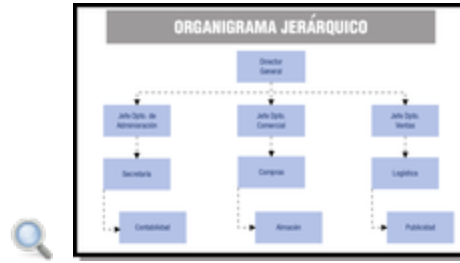 ORGANIGRAMA JERÁRQUICO
Director
General
Jefe Dpto. de
Administración
Jefe Dpto.
Comercial
Jefe Dpto.
Ventas
Secretaría
Compras
Logística
Contabilidad
Almacén
Publicidad